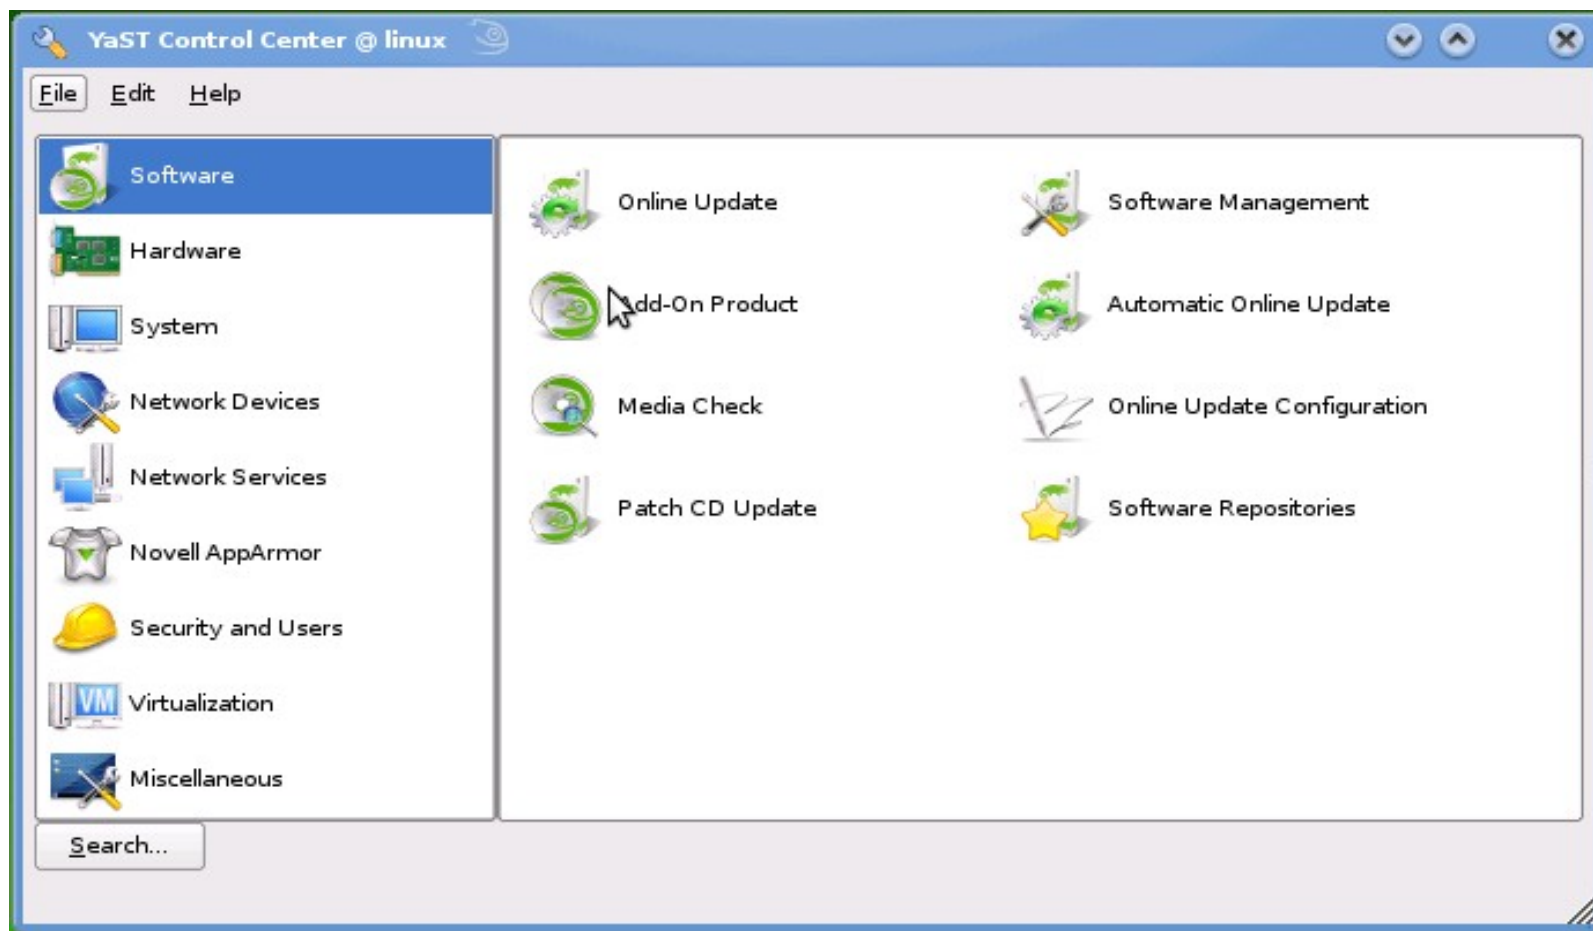 YaST Control Center @ linux
File Edit Help
Software
Hardware
System
Network Devices
Network Services
Novell AppArmor
Security and Users
VM
Virtualization
Miscellaneous
Online Update
Software Management
Add-On Product
Automatic Online Update
Media Check
Online Update Configuration
Patch CD Update
Software Repositories
Search...